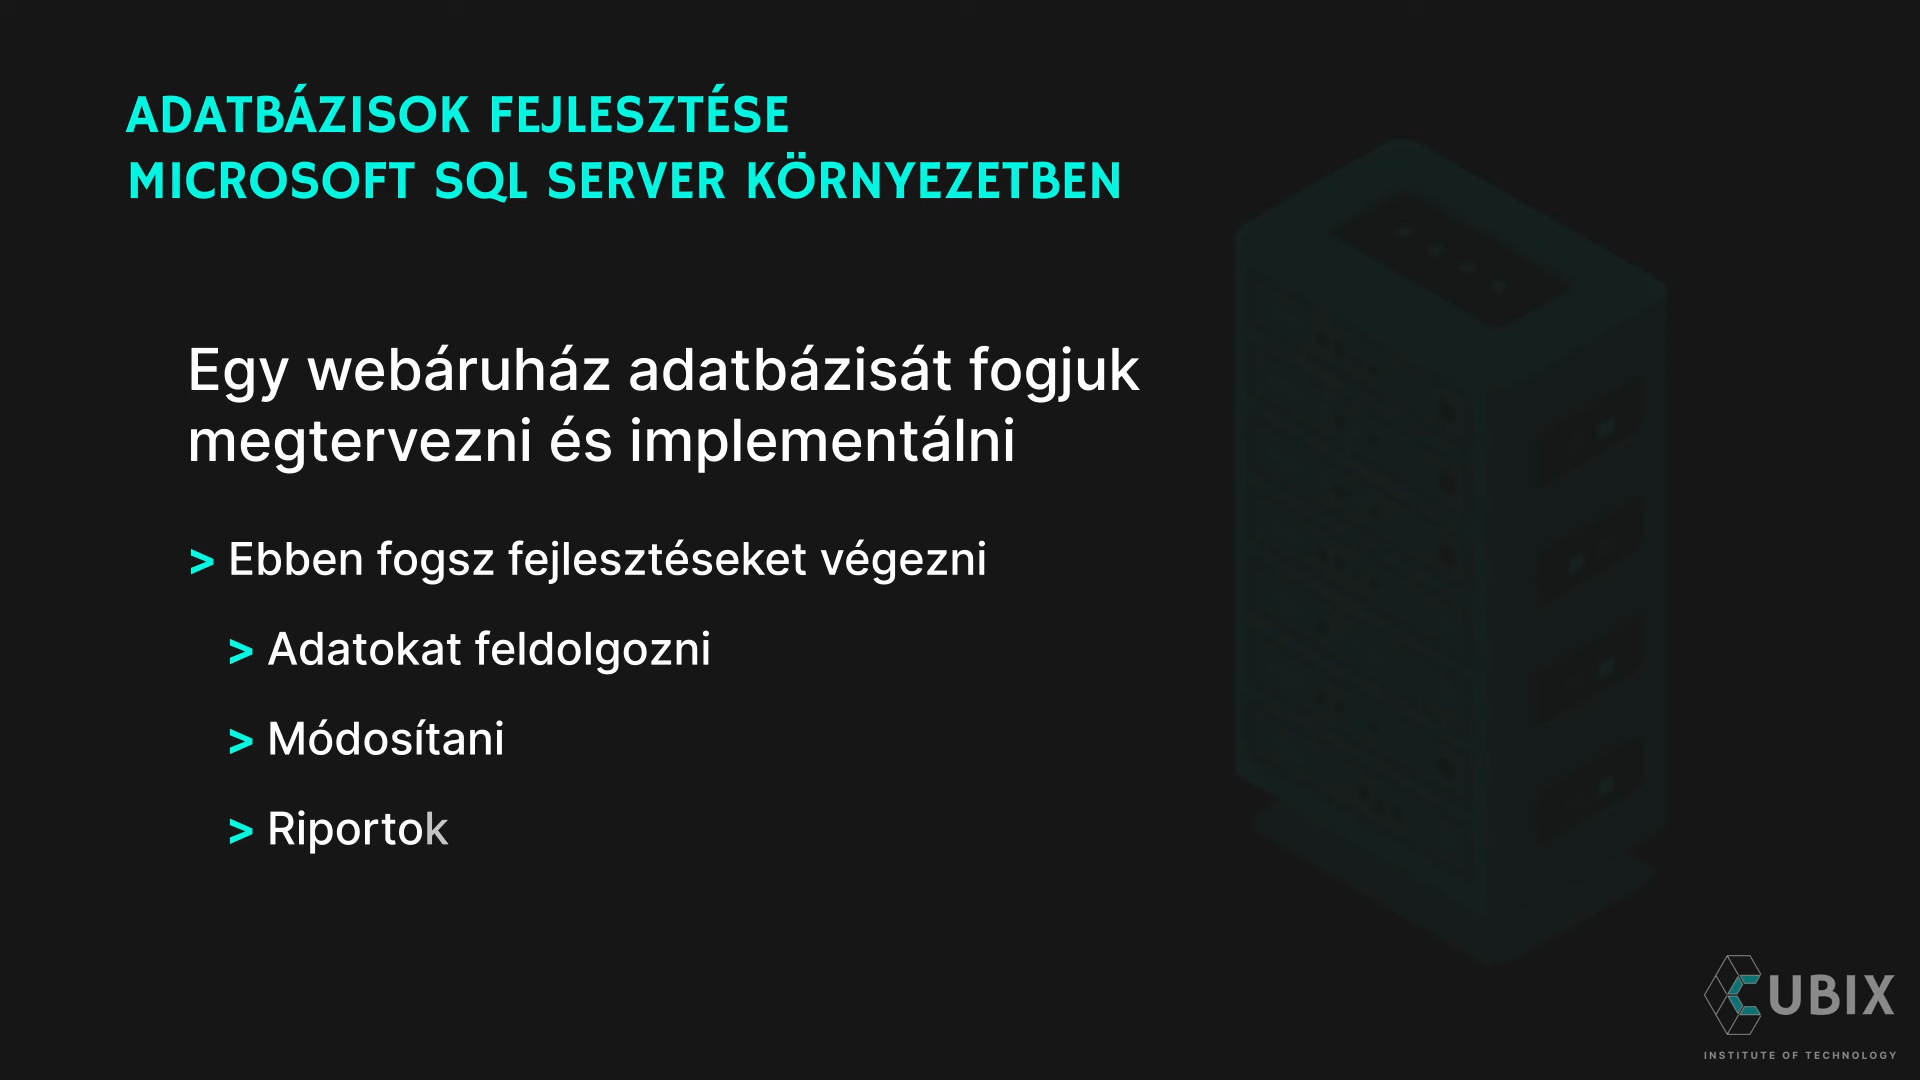 ADATBÁZISOK FEJLESZTÉSE
MICROSOFT SQL SERVER KÖRNYEZETBEN
Egy webáruház adatbázisát fogjuk
megtervezni és implementálni
> Ebben fogsz fejlesztéseket végezni
> Adatokat feldolgozni
> Módosítani
> Riportok
CUBIX
INSTITUTE OF TECHNOLOGY